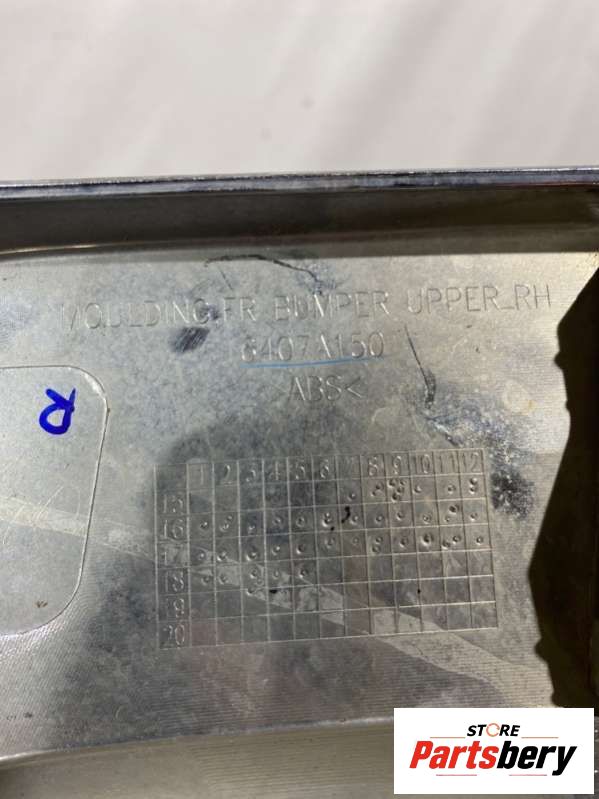 MOULDING,FR BUMPER UPPER_RH
6407A150
>ABS<
R
1 2 3 4 5 6 7 8 9 10 11 12
15
16
17
18
19
20
STORE
Partsbery